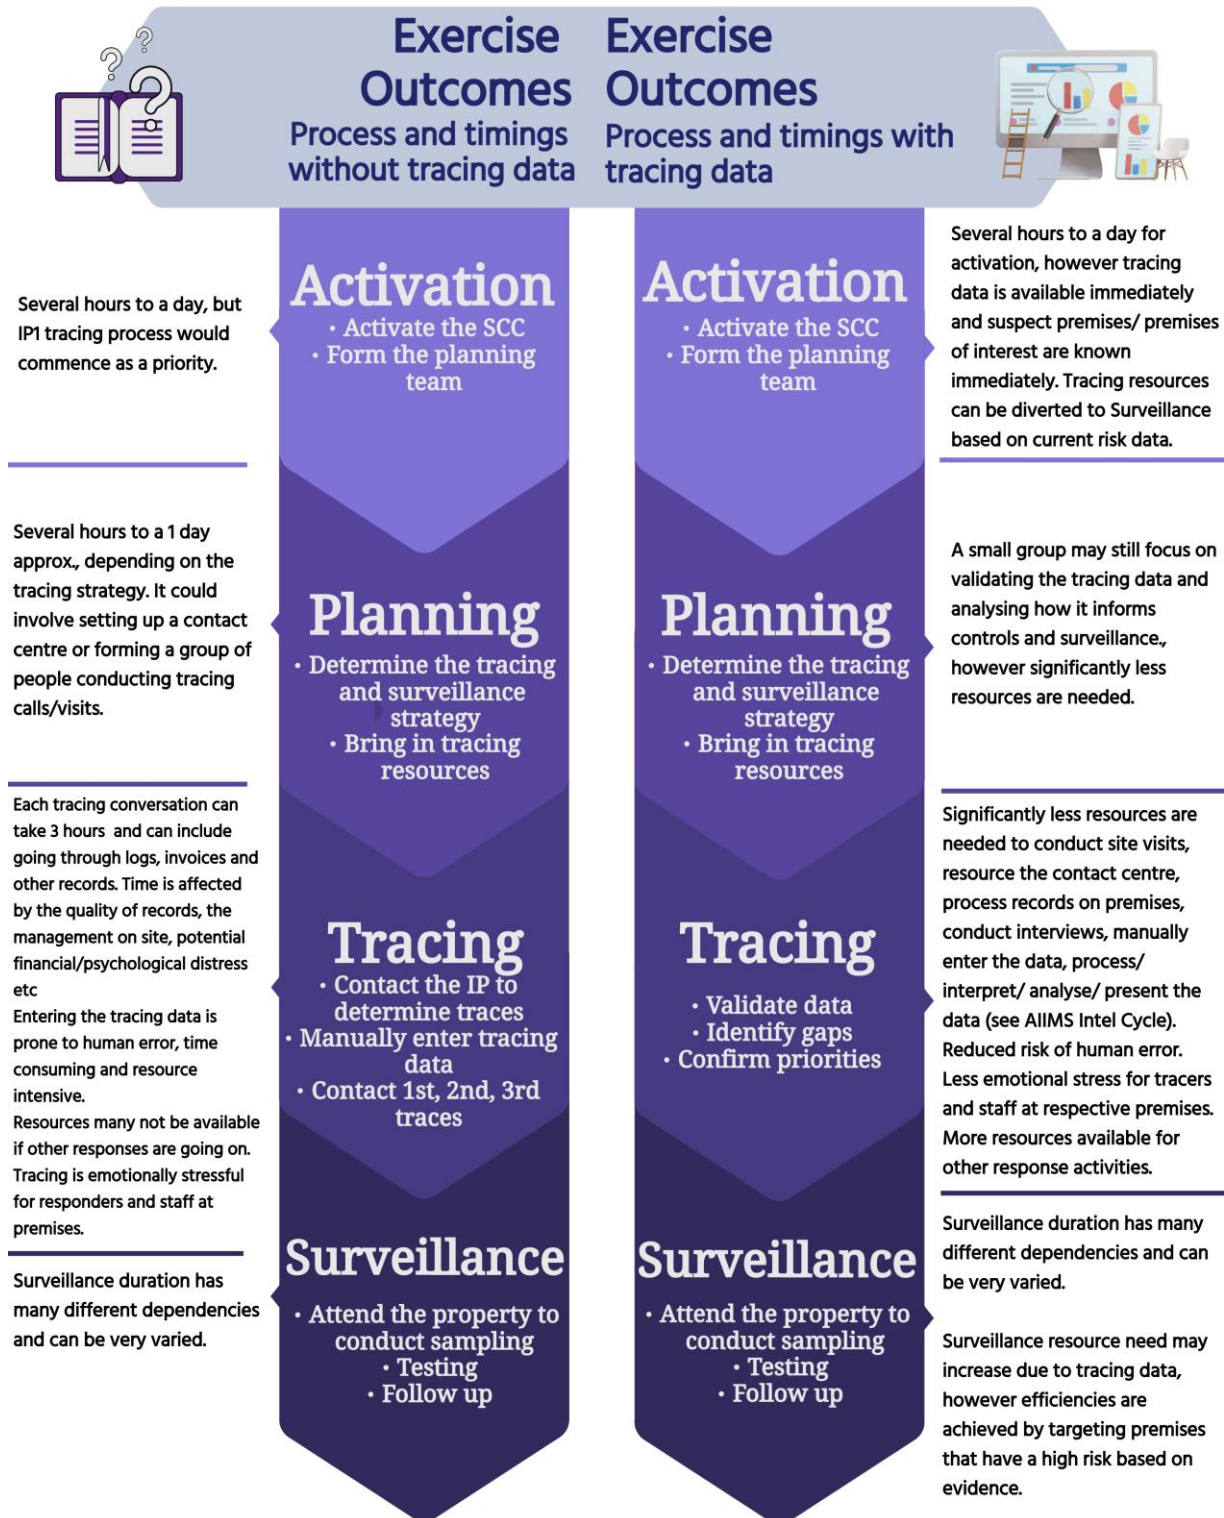 Exercise
Outcomes
Process and timings
without tracing data
Exercise
Outcomes
Process and timings with
tracing data
Several hours to a day, but
IP1 tracing process would
commence as a priority.
Activation
• Activate the SCC
• Form the planning
team
Activation
• Activate the SCC
• Form the planning
team
Several hours to a day for
activation, however tracing
data is available immediately
and suspect premises/ premises
of interest are known
immediately. Tracing resources
can be diverted to Surveillance
based on current risk data.
Several hours to a 1 day
approx., depending on the
tracing strategy. It could
involve setting up a contact
centre or forming a group of
people conducting tracing
calls/visits.
Planning
• Determine the tracing
and surveillance
strategy
• Bring in tracing
resources
Planning
• Determine the tracing
and surveillance
strategy
• Bring in tracing
resources
A small group may still focus on
validating the tracing data and
analysing how it informs
controls and surveillance.,
however significantly less
resources are needed.
Each tracing conversation can
take 3 hours and can include
going through logs, invoices and
other records. Time is affected
by the quality of records, the
management on site, potential
financial/psychological distress
etc
Entering the tracing data is
prone to human error, time
consuming and resource
intensive.
Resources many not be available
if other responses are going on.
Tracing is emotionally stressful
for responders and staff at
premises.
Tracing
• Contact the IP to
determine traces
• Manually enter tracing
data
• Contact 1st, 2nd, 3rd
traces
Tracing
• Validate data
• Identify gaps
• Confirm priorities
Significantly less resources are
needed to conduct site visits,
resource the contact centre,
process records on premises,
conduct interviews, manually
enter the data, process/
interpret/ analyse/ present the
data (see AIIMS Intel Cycle).
Reduced risk of human error.
Less emotional stress for tracers
and staff at respective premises.
More resources available for
other response activities.
Surveillance duration has
many different dependencies
and can be very varied.
Surveillance
• Attend the property to
conduct sampling
• Testing
• Follow up
Surveillance
• Attend the property to
conduct sampling
• Testing
• Follow up
Surveillance duration has many
different dependencies and can
be very varied.
Surveillance resource need may
increase due to tracing data,
however efficiencies are
achieved by targeting premises
that have a high risk based on
evidence.